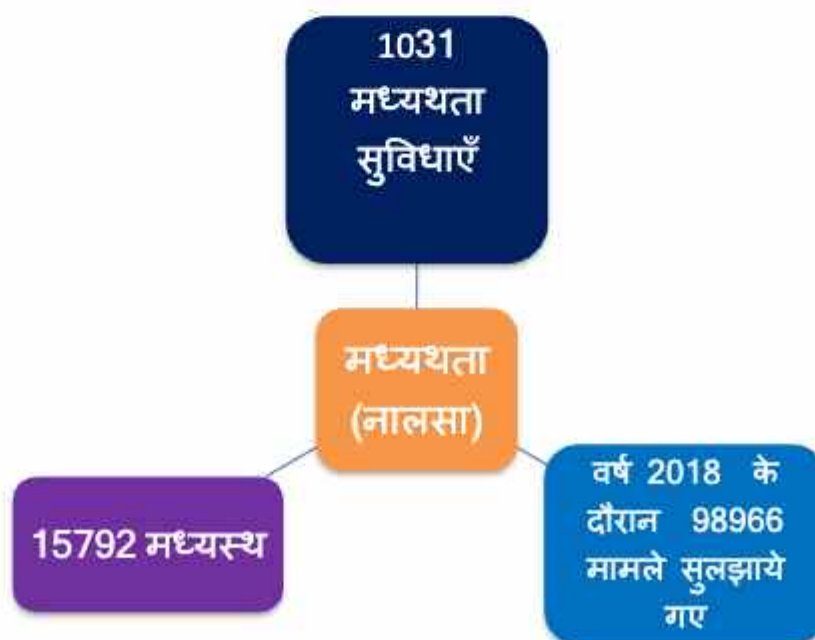 1031
मध्यथता
सुविधाएँ
मध्यथता
(नालसा)
15792 मध्यस्थ
वर्ष 2018 के
दौरान 98966
मामले सुलझाये
गए